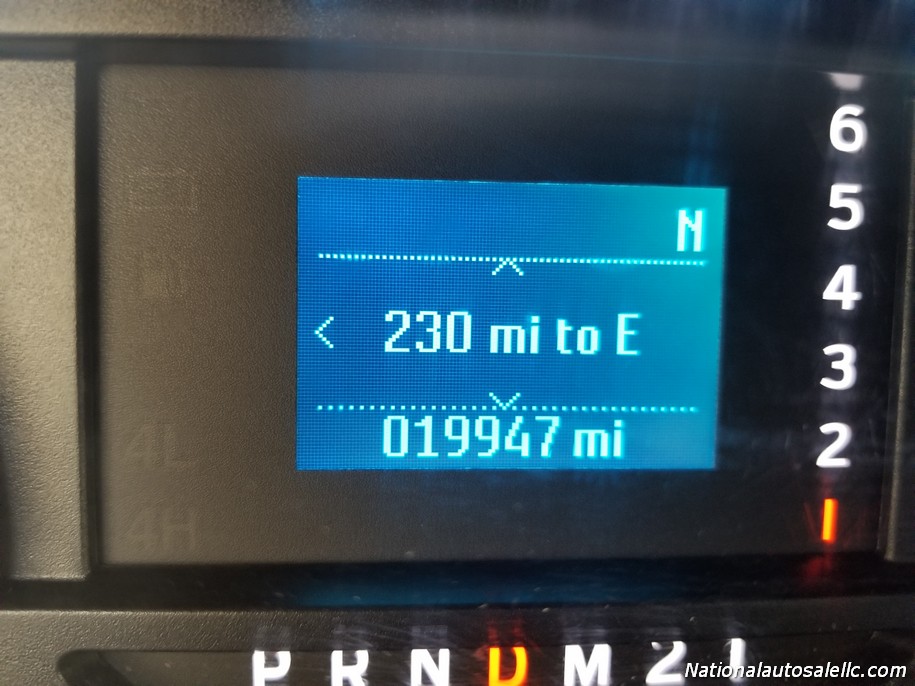 6
5
4
3
2
1
N
< 230 mi to E
019947 mi
4L
4H
P R N D M 2 1
Nationalautosalellc.com